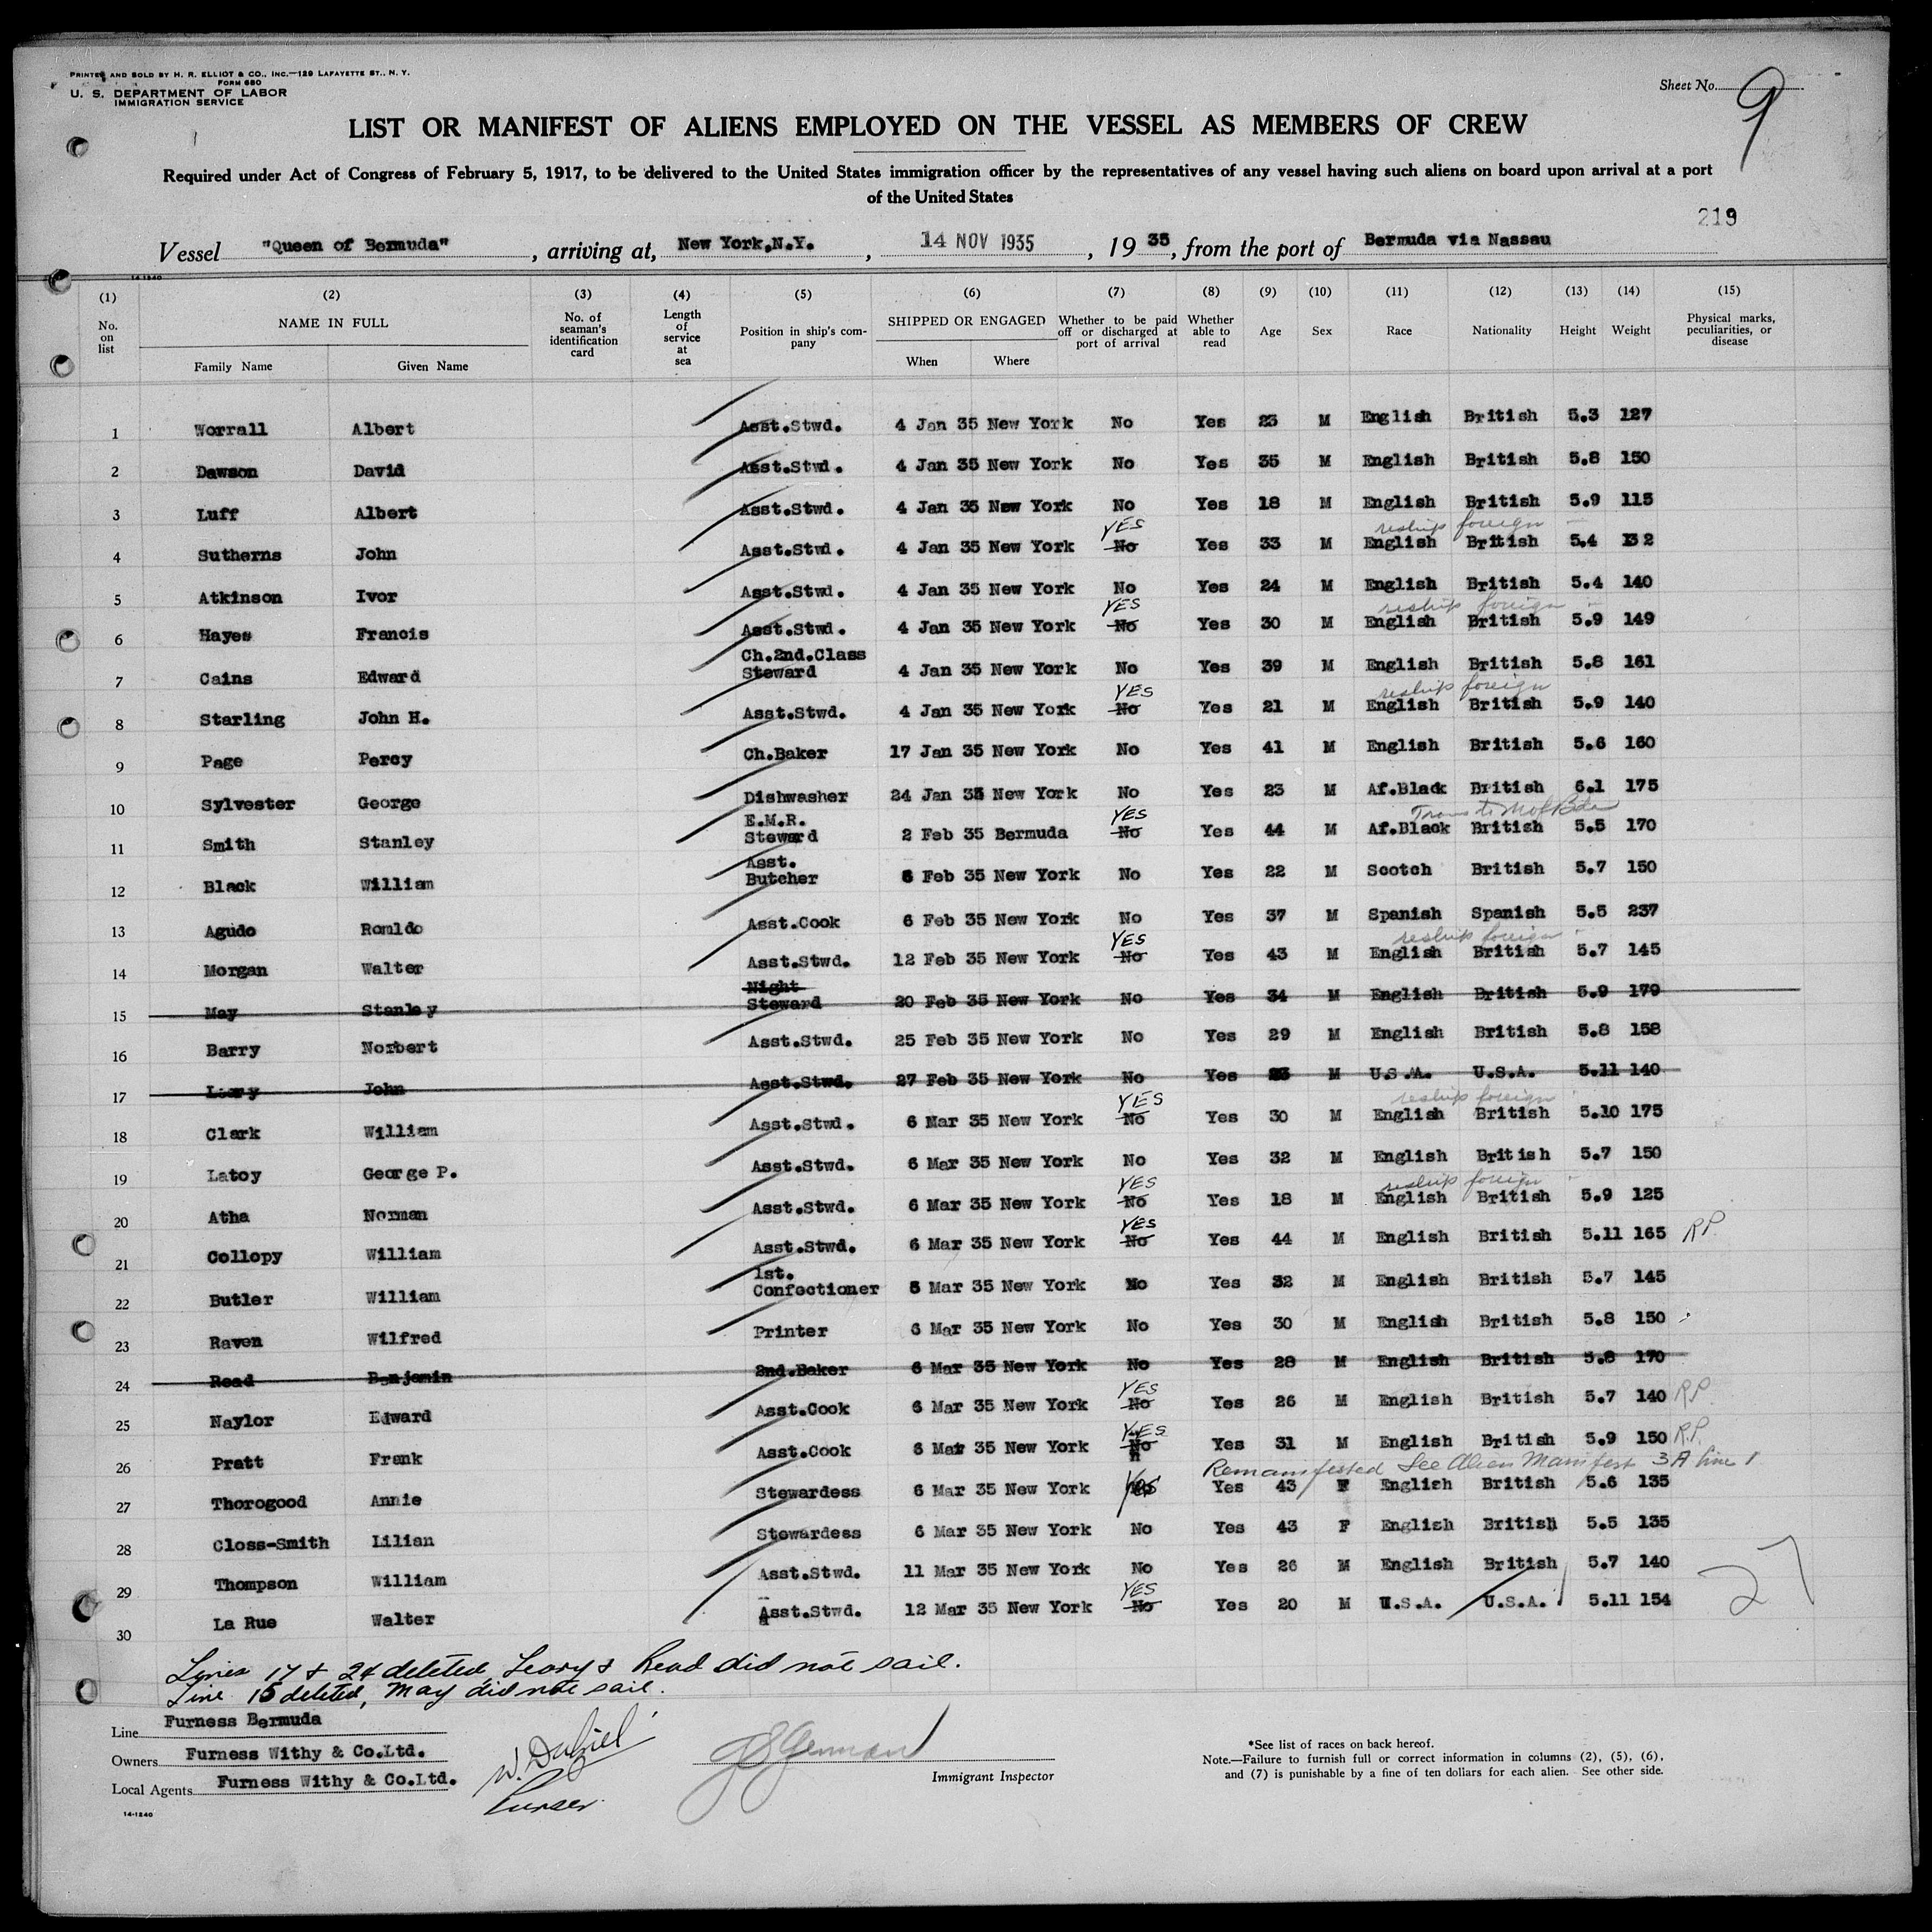 PRINTED AND SOLD BY H. R. ELLIOT & CO., INC.—129 LAFAYETTE ST., N. Y.
FORM 680
U. S. DEPARTMENT OF LABOR
IMMIGRATION SERVICE
Sheet No. 9
LIST OR MANIFEST OF ALIENS EMPLOYED ON THE VESSEL AS MEMBERS OF CREW
Required under Act of Congress of February 5, 1917, to be delivered to the United States immigration officer by the representatives of any vessel having such aliens on board upon arrival at a port
of the United States
219
Vessel "Queen of Bermuda", arriving at, New York,N.Y., 14 NOV 1935, 19 35, from the port of Bermuda via Nassau
14-1240
(1) (2) (3) (4) (5) (6) (7) (8) (9) (10) (11) (12) (13) (14) (15)
No. on list NAME IN FULL No. of seaman's identification card Length of service at sea Position in ship's company SHIPPED OR ENGAGED Whether to be paid off or discharged at port of arrival Whether able to read Age Sex Race Nationality Height Weight Physical marks, peculiarities, or disease
Family Name Given Name When Where
1 Worrall Albert Asst.Stwd. 4 Jan 35 New York No Yes 23 M English British 5.3 127
2 Dawson David Asst.Stwd. 4 Jan 35 New York No Yes 35 M English British 5.8 150
3 Luff Albert Asst.Stwd. 4 Jan 35 New York No Yes 18 M English British 5.9 115
YES reship foreign
4 Sutherns John Asst.Stwd. 4 Jan 35 New York No Yes 33 M English British 5.4 132
5 Atkinson Ivor Asst.Stwd. 4 Jan 35 New York No Yes 24 M English British 5.4 140
YES reship foreign
6 Hayes Francis Asst.Stwd. 4 Jan 35 New York No Yes 30 M English British 5.9 149
Ch.2nd.Class
7 Cains Edward Steward 4 Jan 35 New York No Yes 39 M English British 5.8 161
YES reship foreign
8 Starling John H. Asst.Stwd. 4 Jan 35 New York No Yes 21 M English British 5.9 140
9 Page Percy Ch.Baker 17 Jan 35 New York No Yes 41 M English British 5.6 160
10 Sylvester George Dishwasher 24 Jan 35 New York No Yes 23 M Af.Black British 6.1 175
E.M.R. YES Trans to
11 Smith Stanley Steward 2 Feb 35 Bermuda No Yes 44 M Af.Black British 5.5 170
Asst.
12 Black William Butcher 6 Feb 35 New York No Yes 22 M Scotch British 5.7 150
13 Agudo Romldo Asst.Cook 6 Feb 35 New York No Yes 37 M Spanish Spanish 5.5 237
YES reship foreign
14 Morgan Walter Asst.Stwd. 12 Feb 35 New York No Yes 43 M English British 5.7 145
Night
15 May Stanley Steward 20 Feb 35 New York No Yes 34 M English British 5.9 179
16 Barry Norbert Asst.Stwd. 25 Feb 35 New York No Yes 29 M English British 5.8 158
17 Leary John Asst.Stwd. 27 Feb 35 New York No Yes M U.S.A. U.S.A. 5.11 140
YES reship foreign
18 Clark William Asst.Stwd. 6 Mar 35 New York No Yes 30 M English British 5.10 175
19 Latoy George P. Asst.Stwd. 6 Mar 35 New York No Yes 32 M English British 5.7 150
YES reship foreign
20 Atha Norman Asst.Stwd. 6 Mar 35 New York No Yes 18 M English British 5.9 125
YES
21 Collopy William Asst.Stwd. 6 Mar 35 New York No Yes 44 M English British 5.11 165 RP.
1st.
22 Butler William Confectioner 6 Mar 35 New York No Yes 32 M English British 5.7 145
23 Raven Wilfred Printer 6 Mar 35 New York No Yes 30 M English British 5.8 150
24 Read Benjamin 2nd.Baker 6 Mar 35 New York No Yes 28 M English British 5.8 170
YES
25 Naylor Edward Asst.Cook 6 Mar 35 New York No Yes 26 M English British 5.7 140 RP.
YES
26 Pratt Frank Asst.Cook 6 Mar 35 New York No Yes 31 M English British 5.9 150 R.P.
Remanifested See Alien Manifest 3A line 1
27 Thorogood Annie Stewardess 6 Mar 35 New York Yes Yes 43 F English British 5.6 135
28 Closs-Smith Lilian Stewardess 6 Mar 35 New York No Yes 43 F English British 5.5 135
29 Thompson William Asst.Stwd. 11 Mar 35 New York No Yes 26 M English British 5.7 140
YES
30 La Rue Walter Asst.Stwd. 12 Mar 35 New York No Yes 20 M U.S.A. U.S.A. 5.11 154
27
Lines 17 & 24 deleted, Leary & Read did not sail.
Line 15 deleted, May did not sail.
Line Furness Bermuda
Owners Furness Withy & Co.Ltd.
Local Agents Furness Withy & Co.Ltd.
14-1240
Purser
Immigrant Inspector
*See list of races on back hereof.
Note.—Failure to furnish full or correct information in columns (2), (5), (6),
and (7) is punishable by a fine of ten dollars for each alien. See other side.